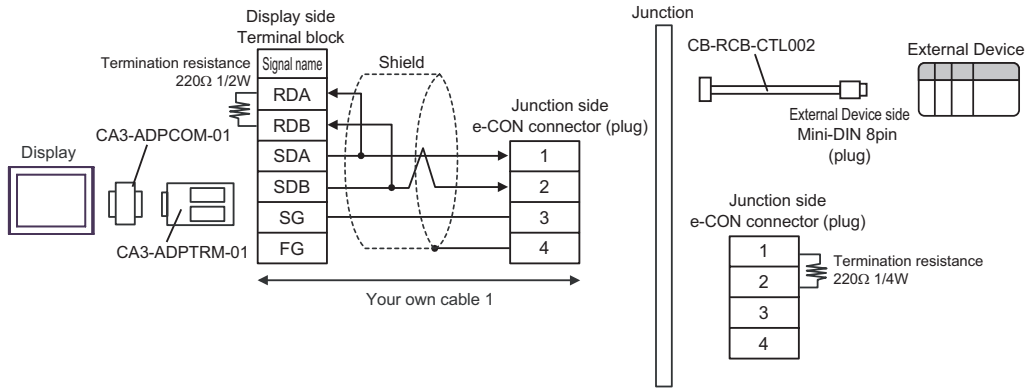 Display side
Terminal block
Signal name
Termination resistance
220Ω 1/2W
RDA
RDB
SDA
SDB
SG
FG
Shield
Junction side
e-CON connector (plug)
1
2
3
4
Display
CA3-ADPCOM-01
CA3-ADPTRM-01
Your own cable 1
Junction
CB-RCB-CTL002
External Device
External Device side
Mini-DIN 8pin
(plug)
Junction side
e-CON connector (plug)
1
2
3
4
Termination resistance
220Ω 1/4W